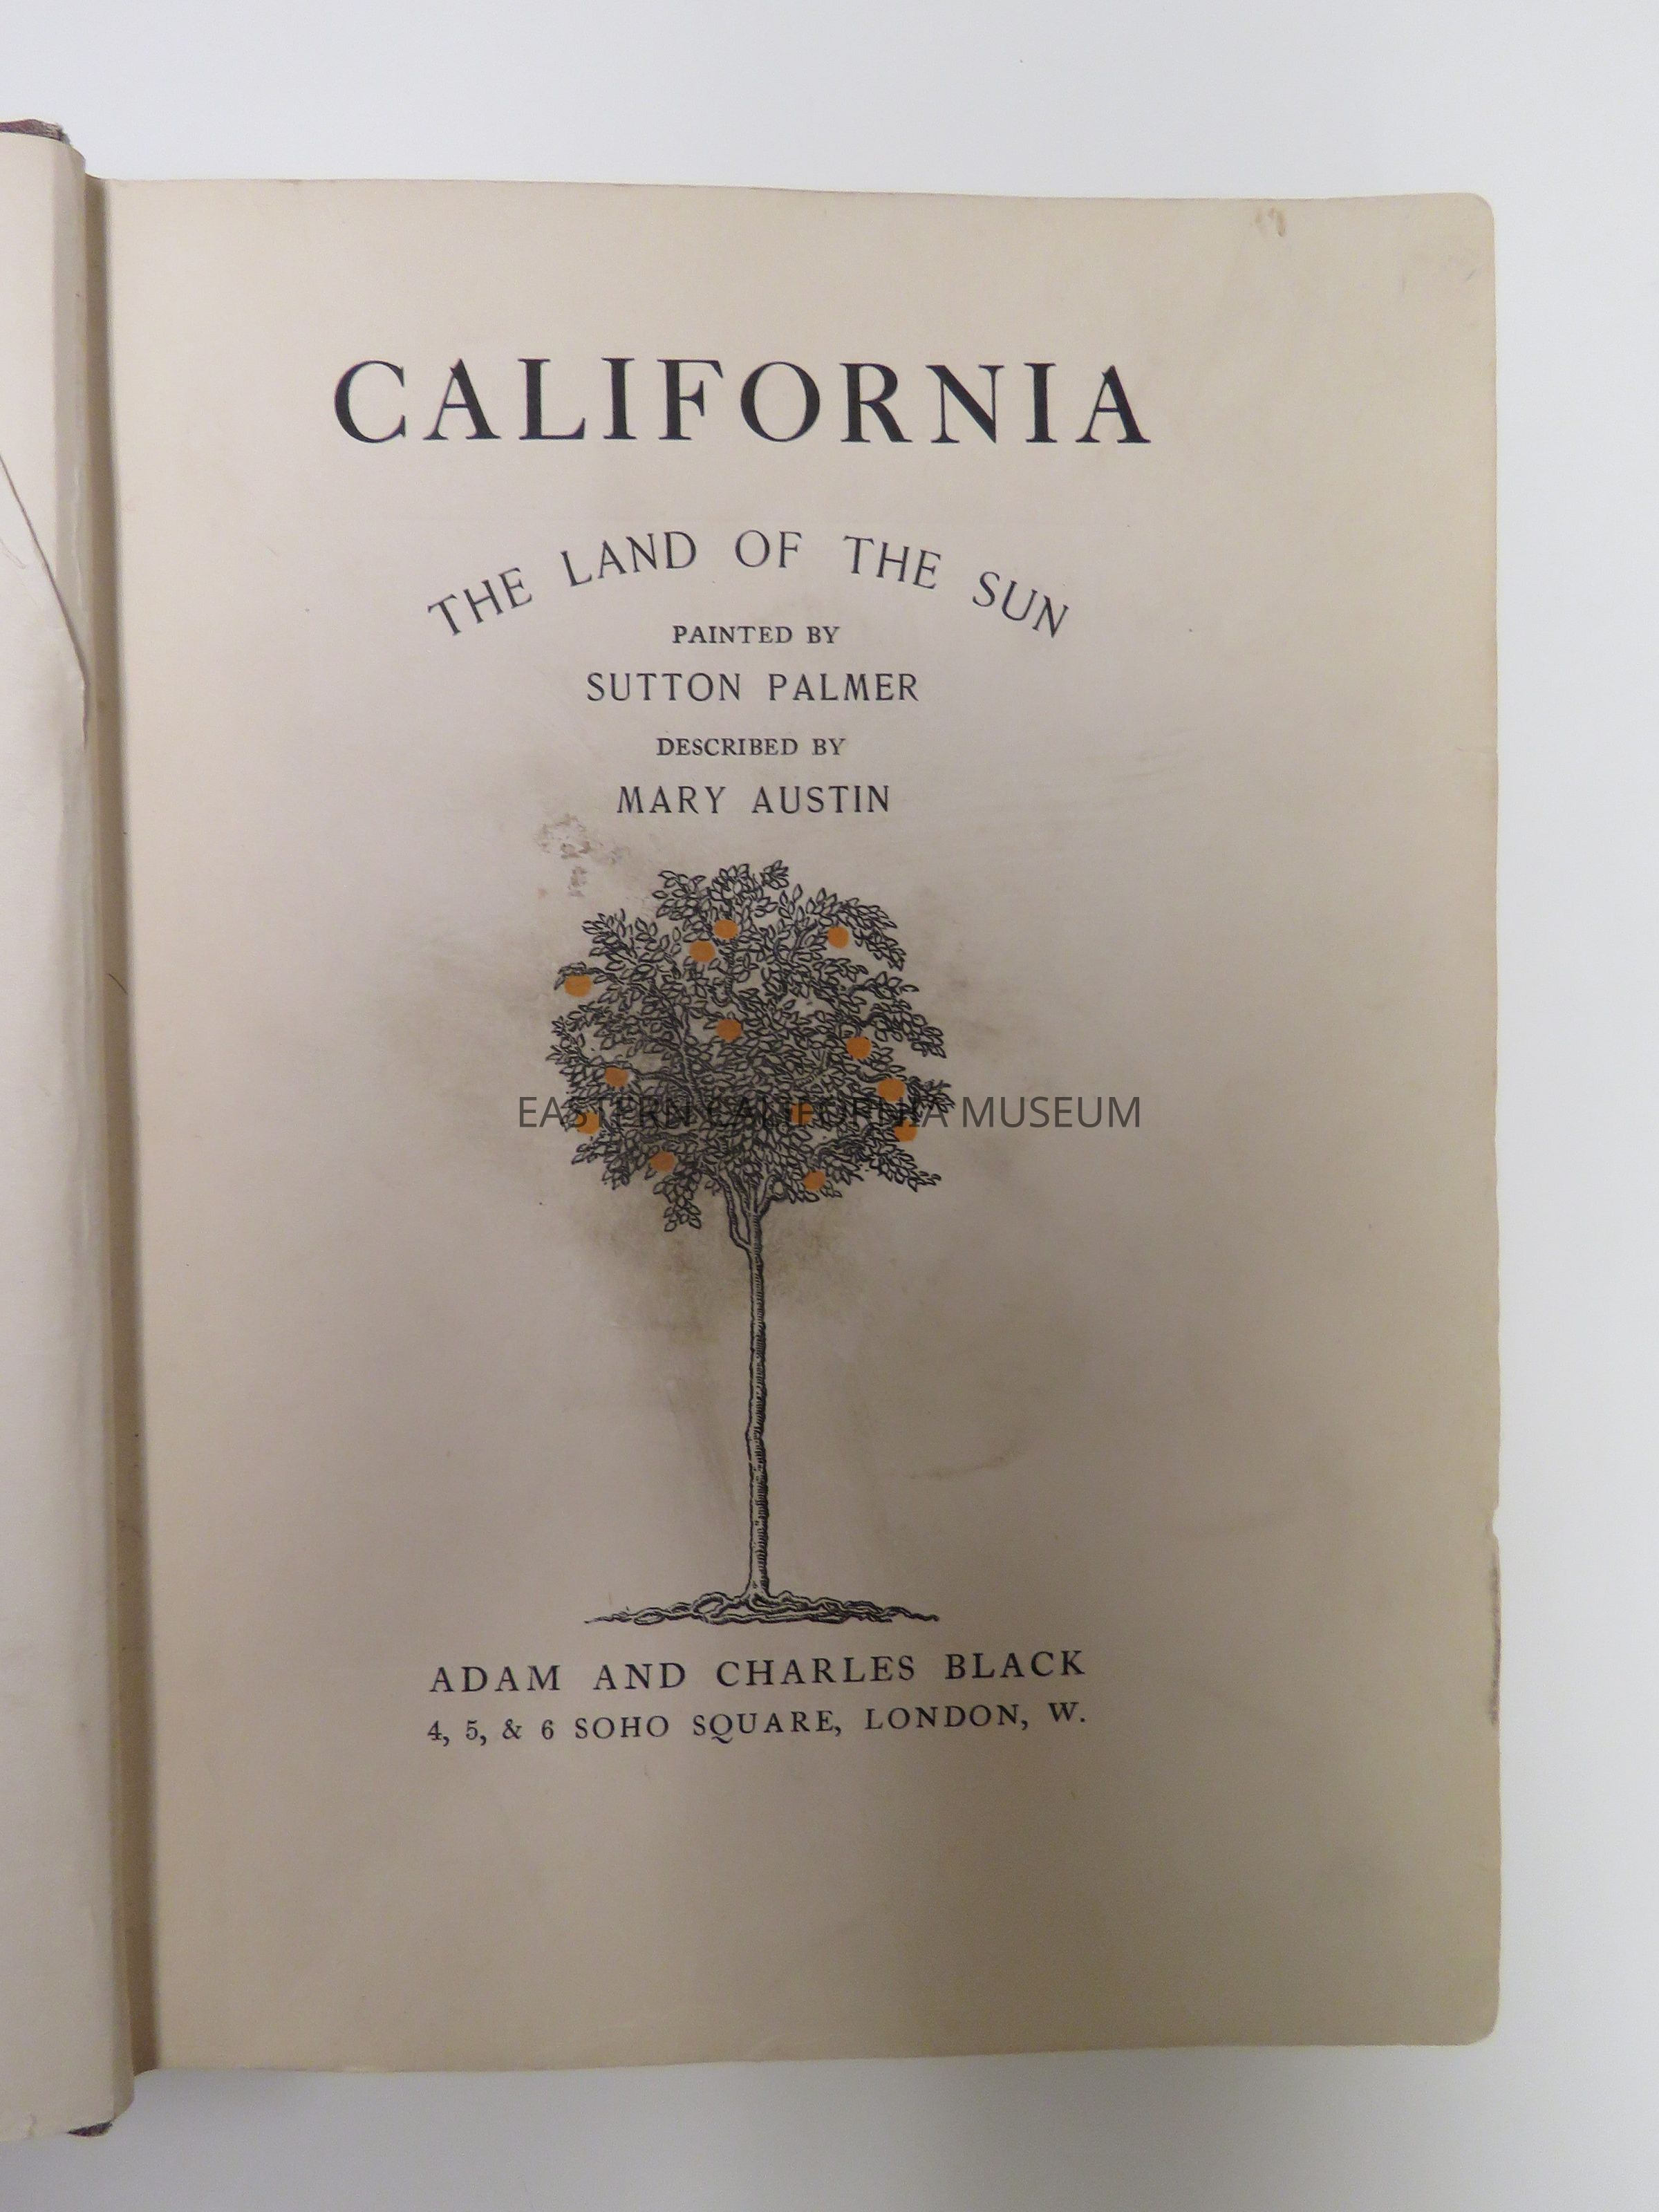 CALIFORNIA
THE LAND OF THE SUN
PAINTED BY
SUTTON PALMER
DESCRIBED BY
MARY AUSTIN
EASTERN CALIFORNIA MUSEUM
ADAM AND CHARLES BLACK
4, 5, & 6 SOHO SQUARE, LONDON, W.